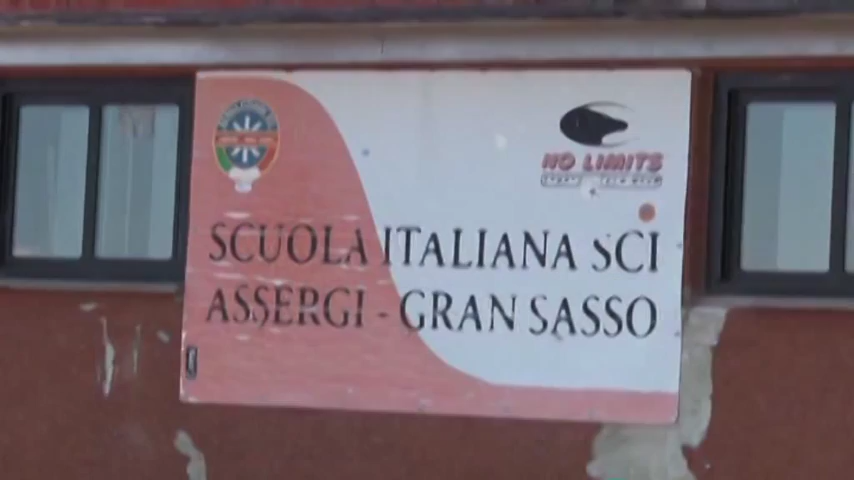 NO LIMITS
SCUOLA ITALIANA SCI
ASSERGI - GRAN SASSO